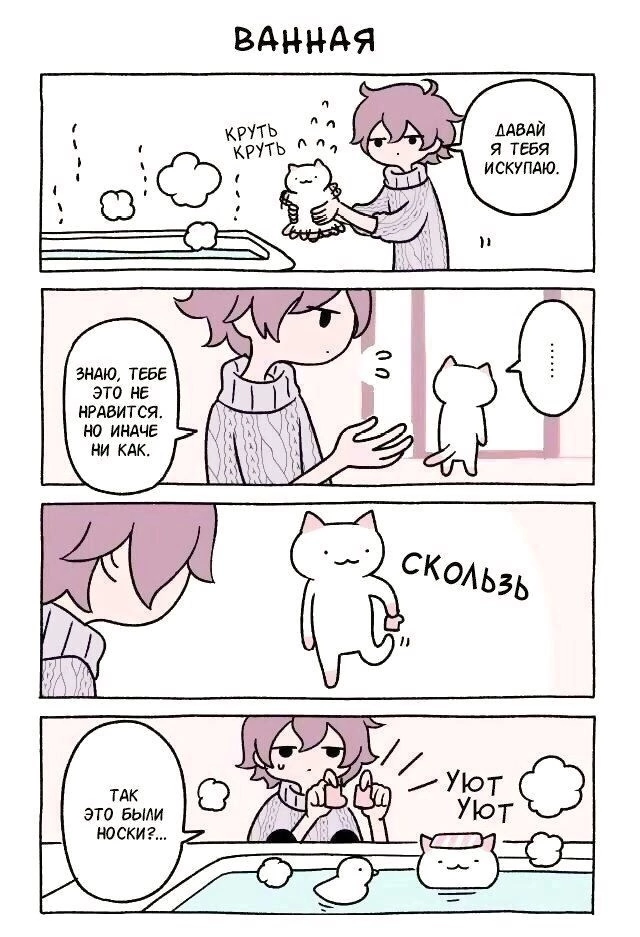 ВАННАЯ
КРУТЬ
КРУТЬ
ДАВАЙ
Я ТЕБЯ
ИСКУПАЮ.
ЗНАЮ, ТЕБЕ
ЭТО НЕ
НРАВИТСЯ.
НО ИНАЧЕ
НИ КАК.
......
СКОЛЬЗЬ
ТАК
ЭТО БЫЛИ
НОСКИ?...
УЮТ
УЮТ